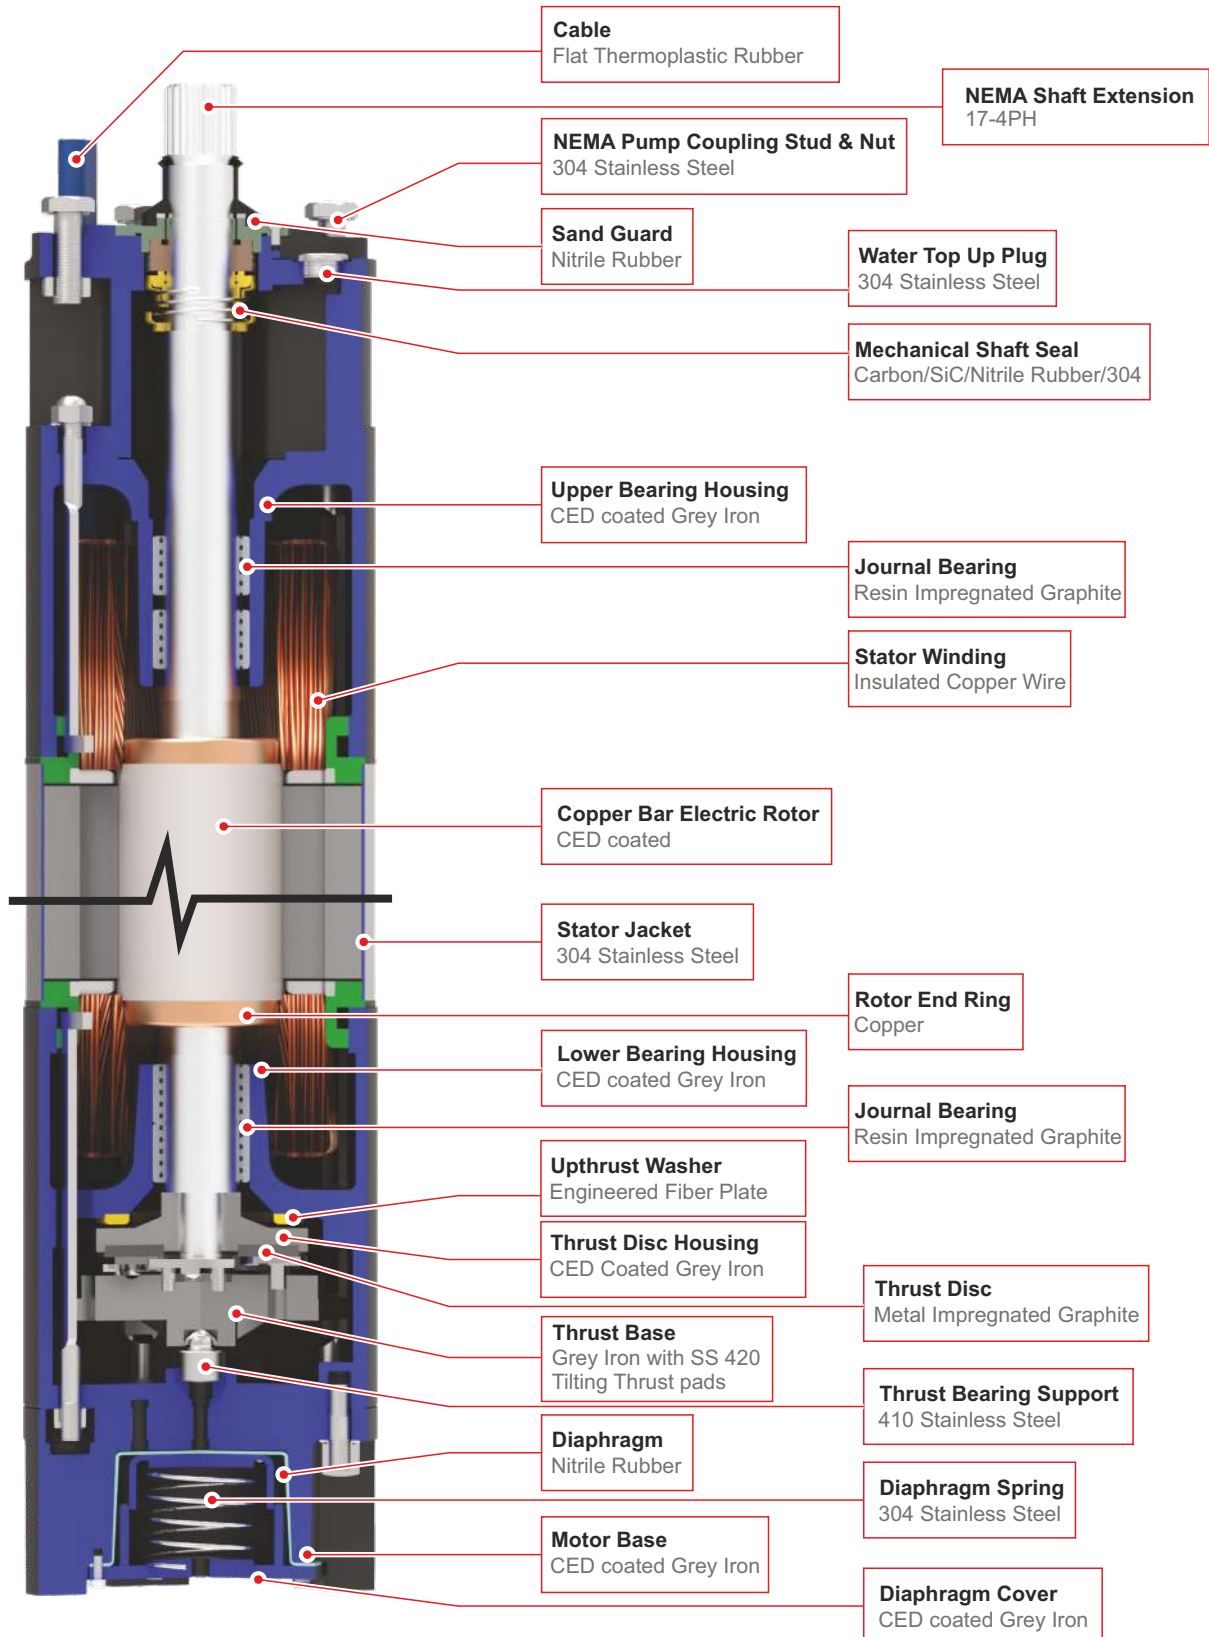 Cable
Flat Thermoplastic Rubber
NEMA Shaft Extension
17-4PH
NEMA Pump Coupling Stud & Nut
304 Stainless Steel
Sand Guard
Nitrile Rubber
Water Top Up Plug
304 Stainless Steel
Mechanical Shaft Seal
Carbon/SiC/Nitrile Rubber/304
Upper Bearing Housing
CED coated Grey Iron
Journal Bearing
Resin Impregnated Graphite
Stator Winding
Insulated Copper Wire
Copper Bar Electric Rotor
CED coated
Stator Jacket
304 Stainless Steel
Rotor End Ring
Copper
Lower Bearing Housing
CED coated Grey Iron
Journal Bearing
Resin Impregnated Graphite
Upthrust Washer
Engineered Fiber Plate
Thrust Disc Housing
CED Coated Grey Iron
Thrust Disc
Metal Impregnated Graphite
Thrust Base
Grey Iron with SS 420
Tilting Thrust pads
Thrust Bearing Support
410 Stainless Steel
Diaphragm
Nitrile Rubber
Diaphragm Spring
304 Stainless Steel
Motor Base
CED coated Grey Iron
Diaphragm Cover
CED coated Grey Iron